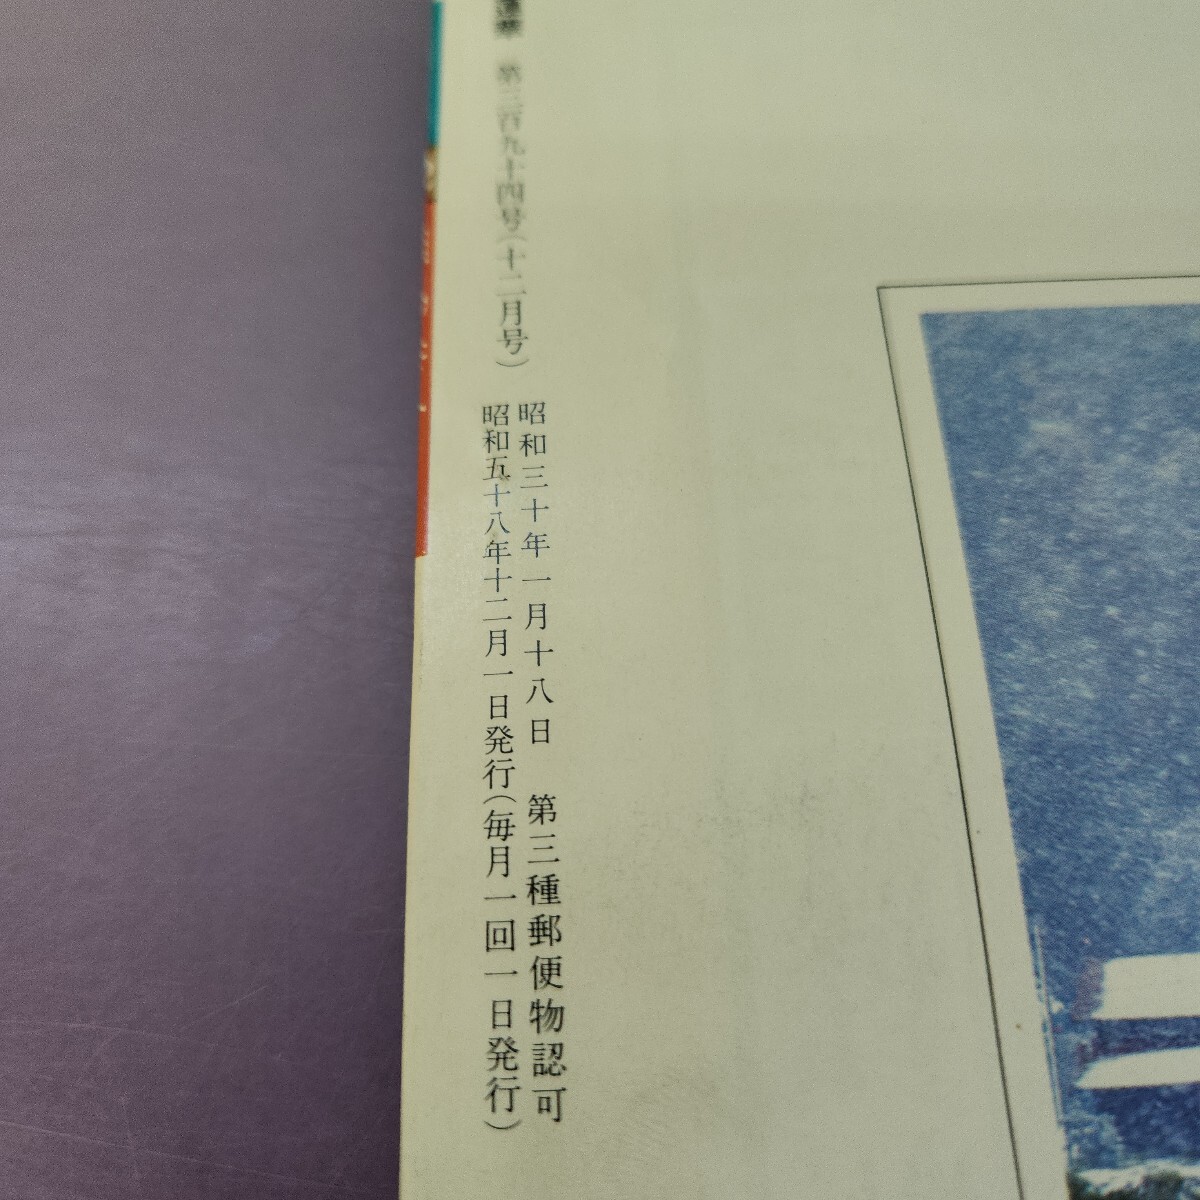 蓮華　第三百九十四号(十二月号)
昭和三十年一月十八日　第三種郵便物認可
昭和五十八年十二月一日発行(毎月一回一日発行)